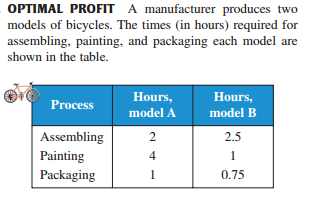 OPTIMAL PROFIT A manufacturer produces two
models of bicycles. The times (in hours) required for
assembling, painting, and packaging each model are
shown in the table.
Process Hours, model A Hours, model B
Assembling 2 2.5
Painting 4 1
Packaging 1 0.75